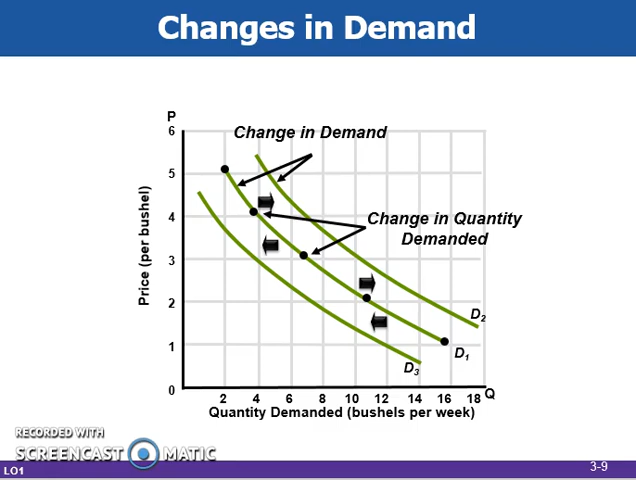 Changes in Demand
P
6
Change in Demand
5
4
Change in Quantity
Demanded
3
2
1
0
Price (per bushel)
D2
D1
D3
2 4 6 8 10 12 14 16 18 Q
Quantity Demanded (bushels per week)
RECORDED WITH
SCREENCAST MATIC
LO1
3-9